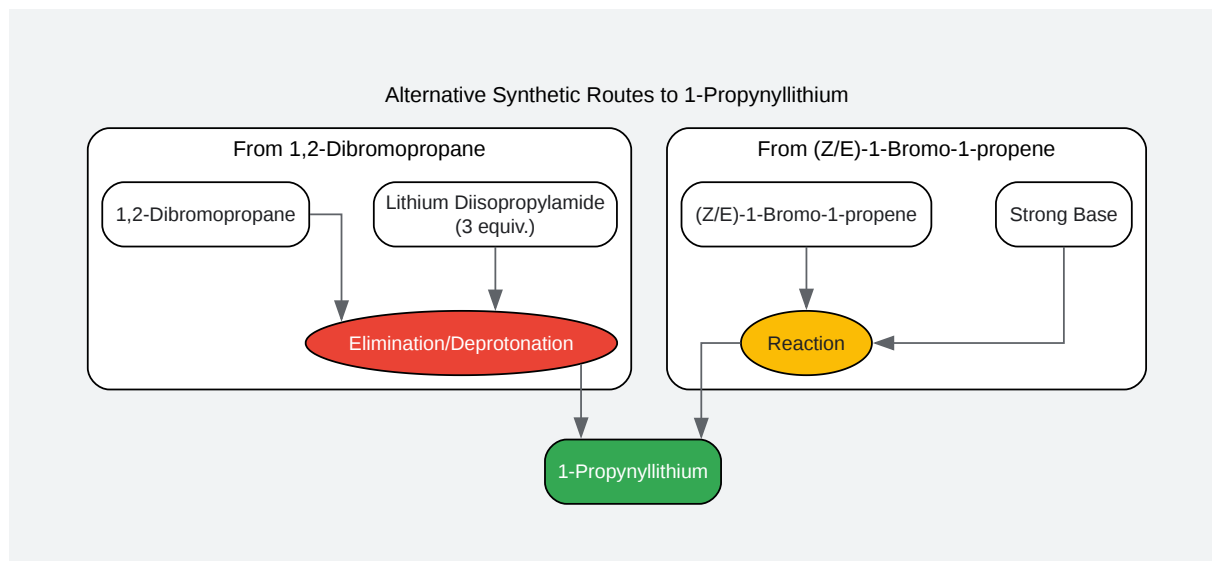 Alternative Synthetic Routes to 1-Propynyllithium
From 1,2-Dibromopropane
1,2-Dibromopropane
Lithium Diisopropylamide
(3 equiv.)
Elimination/Deprotonation
From (Z/E)-1-Bromo-1-propene
(Z/E)-1-Bromo-1-propene
Strong Base
Reaction
1-Propynyllithium